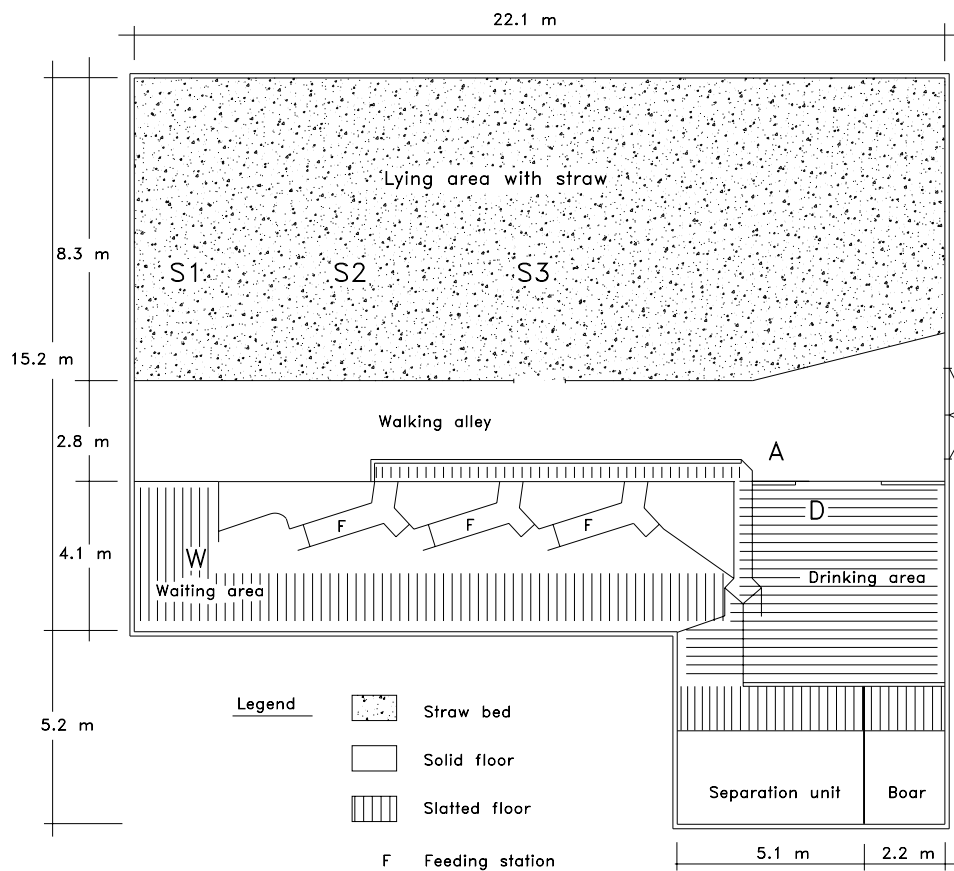 22.1 m
Lying area with straw
8.3 m
S1 S2 S3
15.2 m
Walking alley
2.8 m
A
F F F
D
4.1 m
W
Drinking area
Waiting area
Legend
Straw bed
5.2 m
Solid floor
Separation unit
Boar
Slatted floor
5.1 m
2.2 m
F Feeding station